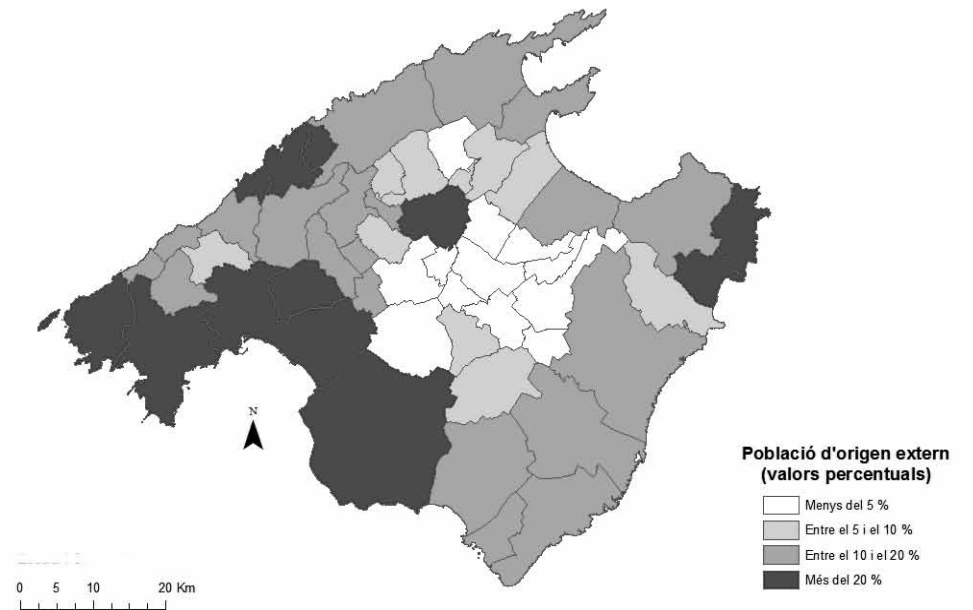 N
Població d'origen extern
(valors percentuals)
Menys del 5 %
Entre el 5 i el 10 %
Entre el 10 i el 20 %
Més del 20 %
0 5 10 20 Km